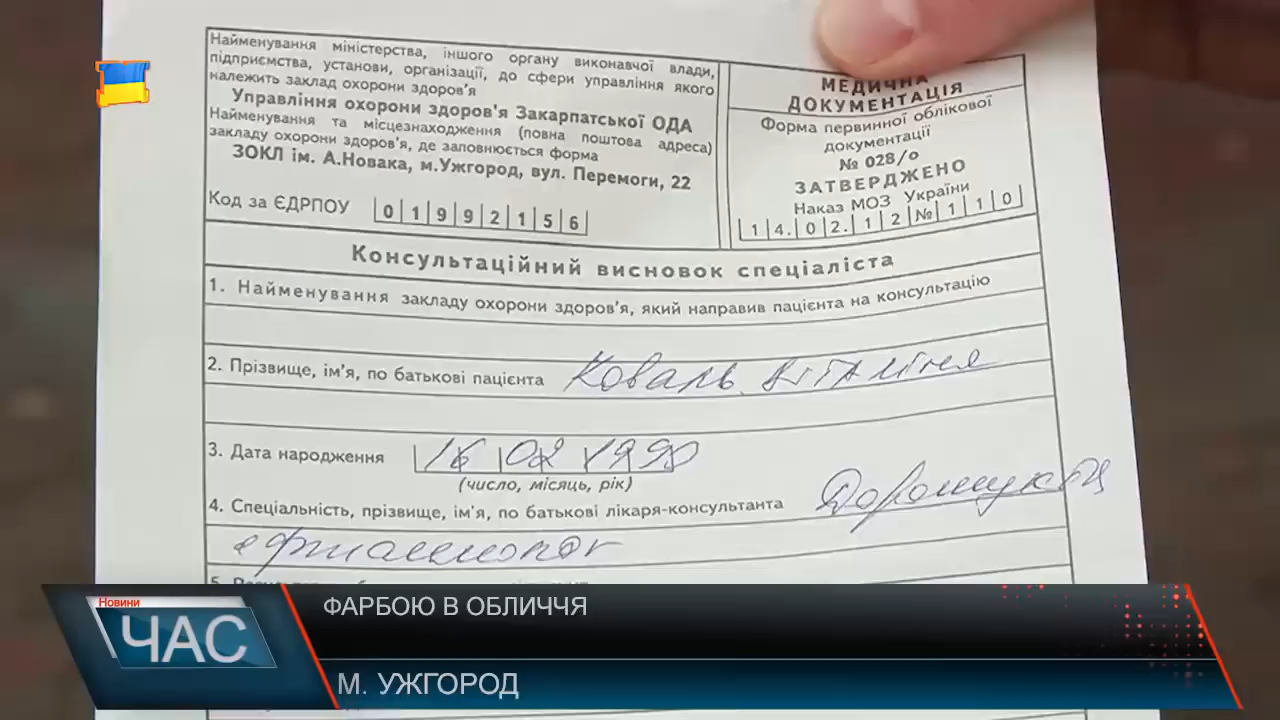 Найменування міністерства, іншого органу виконавчої влади,
підприємства, установи, організації, до сфери управління якого
належить заклад охорони здоров'я
Управління охорони здоров'я Закарпатської ОДА
Найменування та місцезнаходження (повна поштова адреса)
закладу охорони здоров'я, де заповнюється форма
ЗОКЛ ім. А.Новака, м.Ужгород, вул. Перемоги, 22
Код за ЄДРПОУ 01992156
МЕДИЧНА
ДОКУМЕНТАЦІЯ
Форма первинної облікової
документації
№ 028/о
ЗАТВЕРДЖЕНО
Наказ МОЗ України
14.02.12 №110
Консультаційний висновок спеціаліста
1. Найменування закладу охорони здоров'я, який направив пацієнта на консультацію
2. Прізвище, ім'я, по батькові пацієнта Коваль Віталіня
3. Дата народження 16 02 1990
(число, місяць, рік)
4. Спеціальність, прізвище, ім'я, по батькові лікаря-консультанта Дорошук
офтальмолог
Новини
ЧАС
ФАРБОЮ В ОБЛИЧЧЯ
М. УЖГОРОД